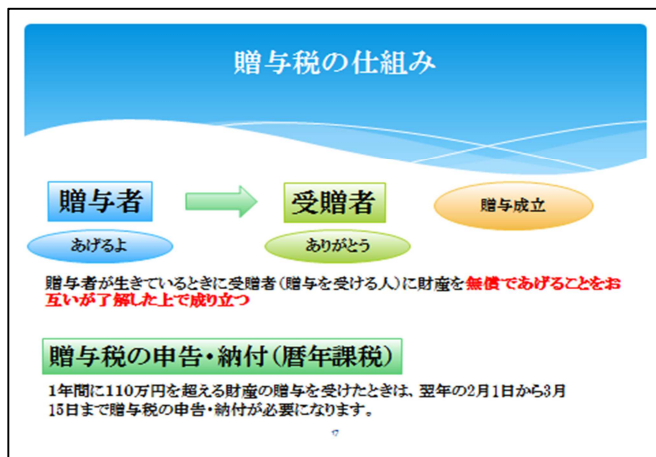 贈与税の仕組み
贈与者
受贈者
贈与成立
あげるよ
ありがとう
贈与者が生きているときに受贈者（贈与を受ける人）に財産を無償であげることをお
互いが了解した上で成り立つ
贈与税の申告・納付（暦年課税）
1年間に110万円を超える財産の贈与を受けたときは、翌年の2月1日から3月
15日まで贈与税の申告・納付が必要になります。
17